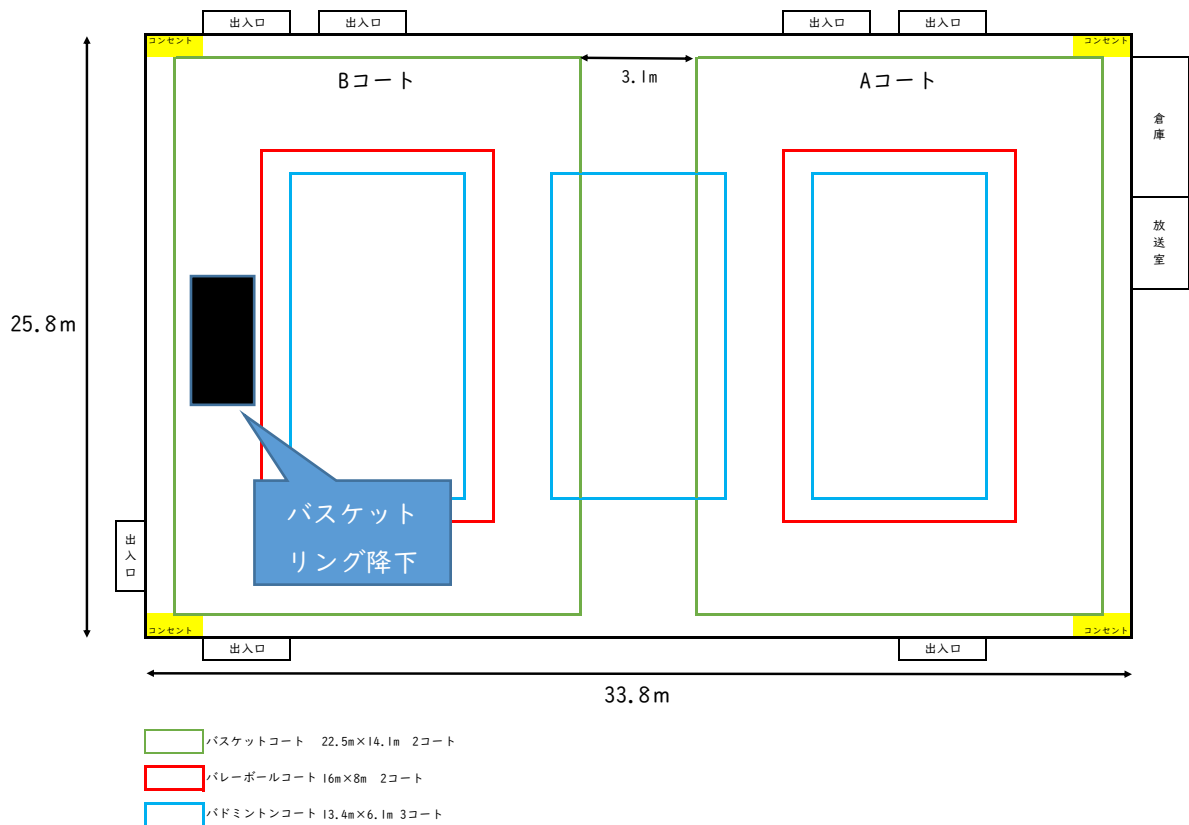 出入口
出入口
出入口
出入口
コンセント
コンセント
Bコート
3.1m
Aコート
倉庫
放送室
25.8m
バスケット
リング降下
出入口
コンセント
コンセント
出入口
出入口
33.8m
バスケットコート 22.5m×14.1m 2コート
バレーボールコート 16m×8m 2コート
バドミントンコート 13.4m×6.1m 3コート